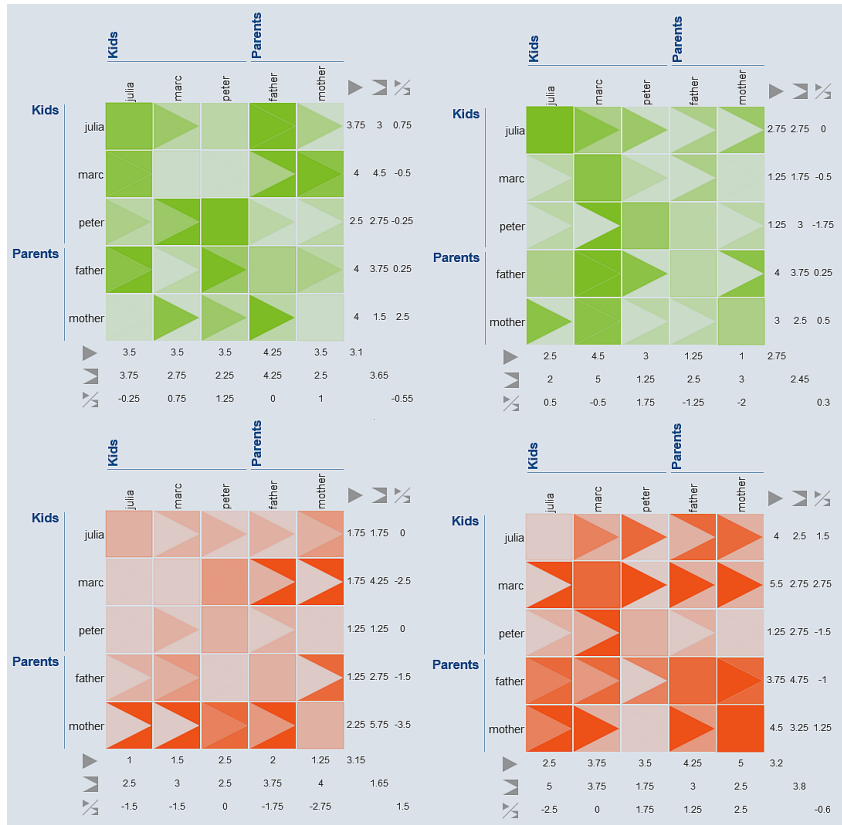 Kids Parents
julia marc peter father mother
Kids
julia 3.75 3 0.75
marc 4 4.5 -0.5
peter 2.5 2.75 -0.25
Parents
father 4 3.75 0.25
mother 4 1.5 2.5
3.5 3.5 3.5 4.25 3.5 3.1
3.75 2.75 2.25 4.25 2.5 3.65
-0.25 0.75 1.25 0 1 -0.55
Kids Parents
julia marc peter father mother
Kids
julia 2.75 2.75 0
marc 1.25 1.75 -0.5
peter 1.25 3 -1.75
Parents
father 4 3.75 0.25
mother 3 2.5 0.5
2.5 4.5 3 1.25 1 2.75
2 5 1.25 2.5 3 2.45
0.5 -0.5 1.75 -1.25 -2 0.3
Kids Parents
julia marc peter father mother
Kids
julia 1.75 1.75 0
marc 1.75 4.25 -2.5
peter 1.25 1.25 0
Parents
father 1.25 2.75 -1.5
mother 2.25 5.75 -3.5
1 1.5 2.5 2 1.25 3.15
2.5 3 2.5 3.75 4 1.65
-1.5 -1.5 0 -1.75 -2.75 1.5
Kids Parents
julia marc peter father mother
Kids
julia 4 2.5 1.5
marc 5.5 2.75 2.75
peter 1.25 2.75 -1.5
Parents
father 3.75 4.75 -1
mother 4.5 3.25 1.25
2.5 3.75 3.5 4.25 5 3.2
5 3.75 1.75 3 2.5 3.8
-2.5 0 1.75 1.25 2.5 -0.6